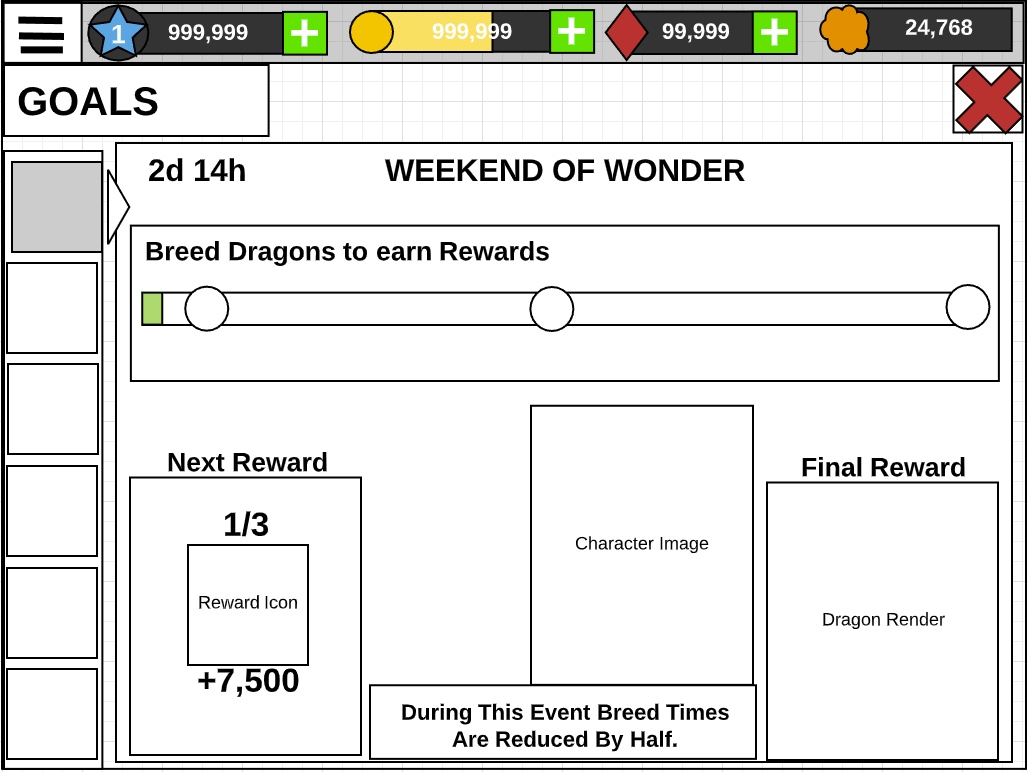 1
999,999
999,999
99,999
24,768
GOALS
2d 14h
WEEKEND OF WONDER
Breed Dragons to earn Rewards
Next Reward
1/3
Reward Icon
+7,500
Character Image
During This Event Breed Times
Are Reduced By Half.
Final Reward
Dragon Render